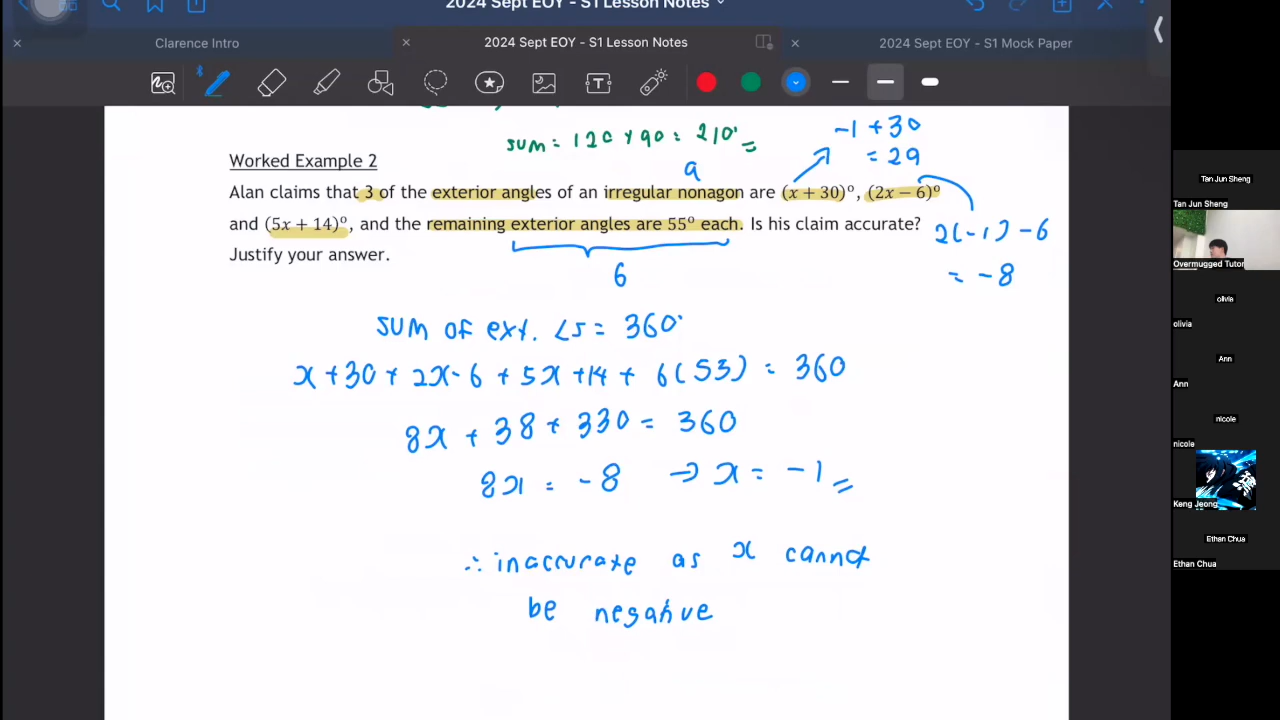 2024 Sept EOY - S1 Lesson Notes
Clarence Intro
2024 Sept EOY - S1 Lesson Notes
2024 Sept EOY - S1 Mock Paper
sum = 120 + 90 = 210°
-1 + 30
= 29
Worked Example 2
9
Alan claims that 3 of the exterior angles of an irregular nonagon are (x + 30)°, (2x − 6)°
and (5x + 14)°, and the remaining exterior angles are 55° each. Is his claim accurate?
2(-1) - 6
Justify your answer.
6
= -8
sum of ext. ∠s = 360°
x + 30 + 2x - 6 + 5x + 14 + 6(55) = 360
8x + 38 + 330 = 360
8x = -8 → x = -1
∴ inaccurate as x cannot
be negative
Tan Jun Sheng
Tan Jun Sheng
Overmugged Tutor
olivia
olivia
Ann
Ann
nicole
nicole
Keng Jeong
Ethan Chua
Ethan Chua